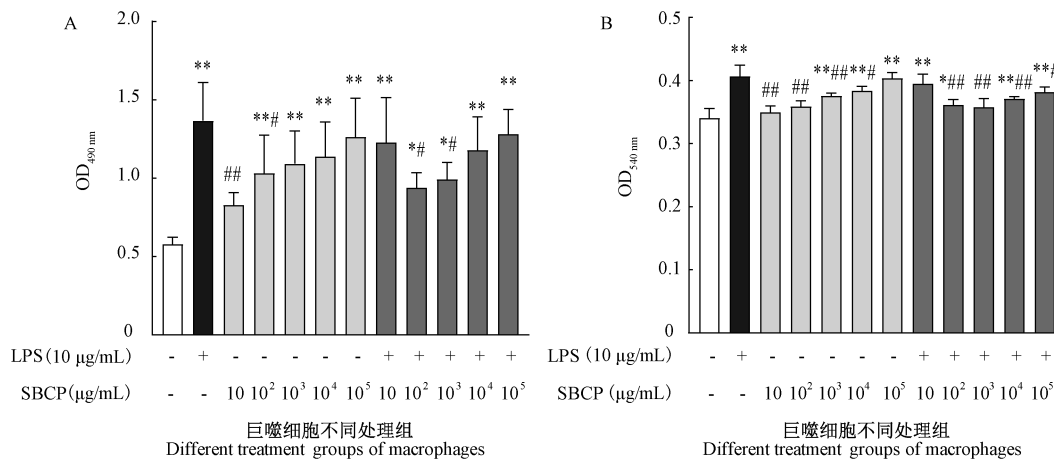 A
2.0
1.5
1.0
0.5
0
OD490 nm
** ## **# ** ** ** ** *# *# ** **
LPS (10 μg/mL) - + - - - - - + + + + +
SBCP (μg/mL) - - 10 10² 10³ 10⁴ 10⁵ 10 10² 10³ 10⁴ 10⁵
巨噬细胞不同处理组
Different treatment groups of macrophages
B
0.5
0.4
0.3
0.2
0.1
0
OD540 nm
** ## ## **## **# ** ** *## ## **## **#
LPS (10 μg/mL) - + - - - - - + + + + +
SBCP (μg/mL) - - 10 10² 10³ 10⁴ 10⁵ 10 10² 10³ 10⁴ 10⁵
巨噬细胞不同处理组
Different treatment groups of macrophages